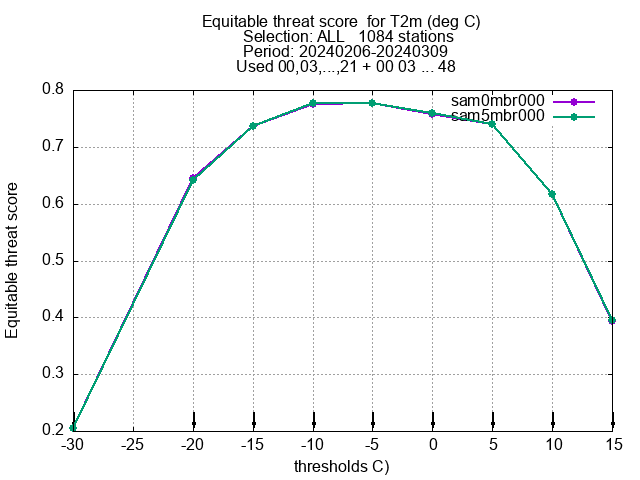 Equitable threat score  for T2m (deg C)
Selection: ALL   1084 stations
Period: 20240206-20240309
Used 00,03,...,21 + 00 03 ... 48
sam0mbr000
sam5mbr000
Equitable threat score
0.8
0.7
0.6
0.5
0.4
0.3
0.2
-30 -25 -20 -15 -10 -5 0 5 10 15
thresholds C)